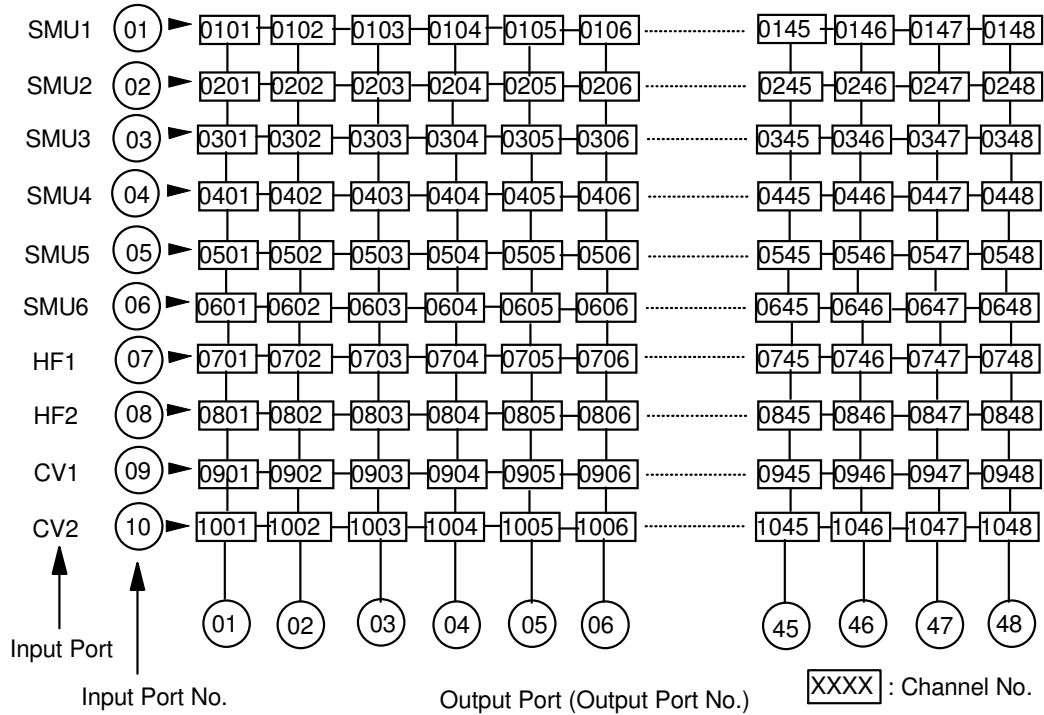 SMU1 01 0101 0102 0103 0104 0105 0106 0145 0146 0147 0148
SMU2 02 0201 0202 0203 0204 0205 0206 0245 0246 0247 0248
SMU3 03 0301 0302 0303 0304 0305 0306 0345 0346 0347 0348
SMU4 04 0401 0402 0403 0404 0405 0406 0445 0446 0447 0448
SMU5 05 0501 0502 0503 0504 0505 0506 0545 0546 0547 0548
SMU6 06 0601 0602 0603 0604 0605 0606 0645 0646 0647 0648
HF1 07 0701 0702 0703 0704 0705 0706 0745 0746 0747 0748
HF2 08 0801 0802 0803 0804 0805 0806 0845 0846 0847 0848
CV1 09 0901 0902 0903 0904 0905 0906 0945 0946 0947 0948
CV2 10 1001 1002 1003 1004 1005 1006 1045 1046 1047 1048
01 02 03 04 05 06 45 46 47 48
Input Port
Input Port No.
Output Port (Output Port No.)
XXXX : Channel No.